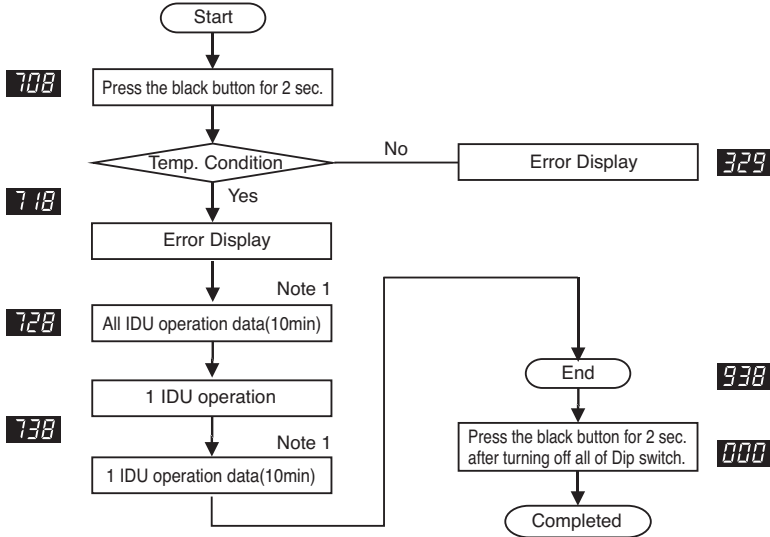 Start
708
Press the black button for 2 sec.
Temp. Condition
No
Error Display
329
718
Yes
Error Display
Note 1
728
All IDU operation data(10min)
1 IDU operation
738
Note 1
1 IDU operation data(10min)
End
938
Press the black button for 2 sec.
after turning off all of Dip switch.
000
Completed